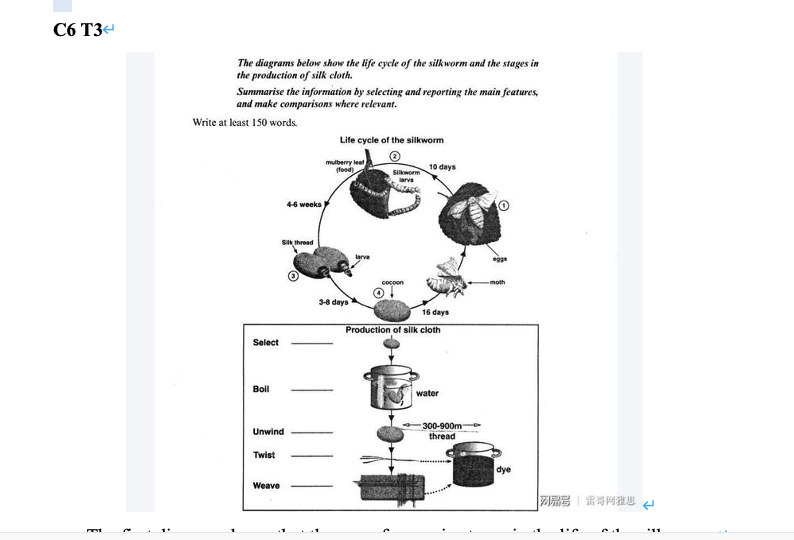 C6 T3
The diagrams below show the life cycle of the silkworm and the stages in
the production of silk cloth.
Summarise the information by selecting and reporting the main features,
and make comparisons where relevant.
Write at least 150 words.
Life cycle of the silkworm
2
mulberry leaf
(food)
Silkworm
larva
10 days
4-6 weeks
1
Silk thread
larva
eggs
3
cocoon
moth
4
3-8 days
16 days
Production of silk cloth
Select
Boil
water
Unwind
300-900m
thread
Twist
dye
Weave
网易号 | 雷哥网雅思